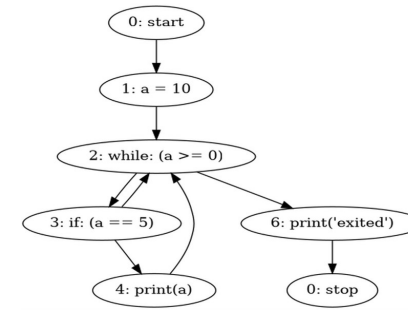 0: start
1: a = 10
2: while: (a >= 0)
3: if: (a == 5)
6: print('exited')
4: print(a)
0: stop